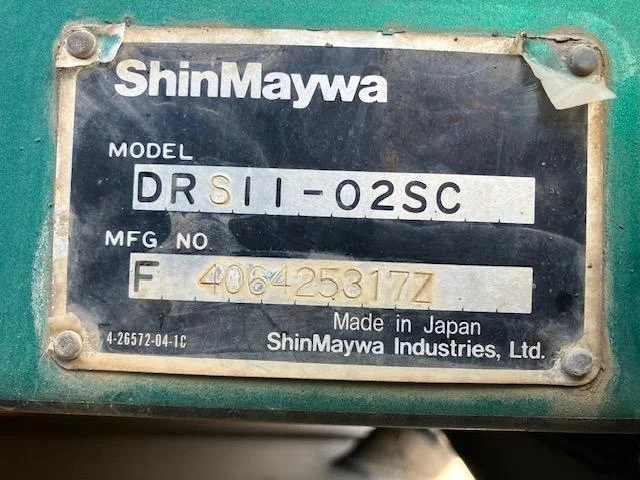 ShinMaywa
MODEL
DRS11-02SC
MFG. NO.
F 406425317Z
Made in Japan
4-26572-04-1C
ShinMaywa Industries, Ltd.